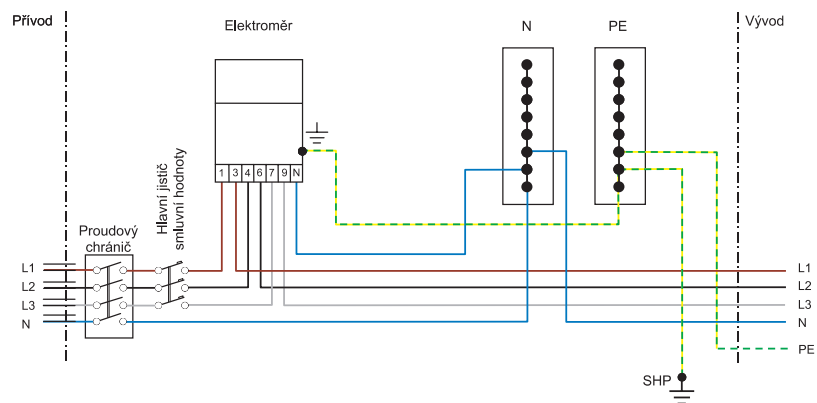 Přívod
Elektroměr
N
PE
Vývod
1 3 4 6 7 9 N
Hlavní jistič
smluvní hodnoty
Proudový
chránič
L1
L2
L3
N
L1
L2
L3
N
PE
SHP